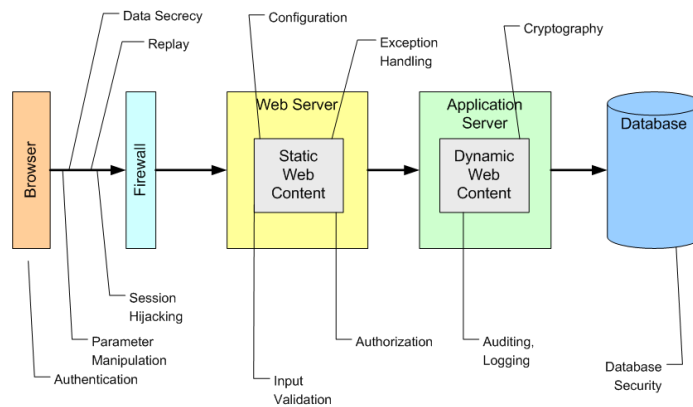 Data Secrecy
Replay
Configuration
Exception
Handling
Cryptography
Browser
Firewall
Web Server
Static
Web
Content
Application
Server
Dynamic
Web
Content
Database
Session
Hijacking
Parameter
Manipulation
Authentication
Authorization
Input
Validation
Auditing,
Logging
Database
Security